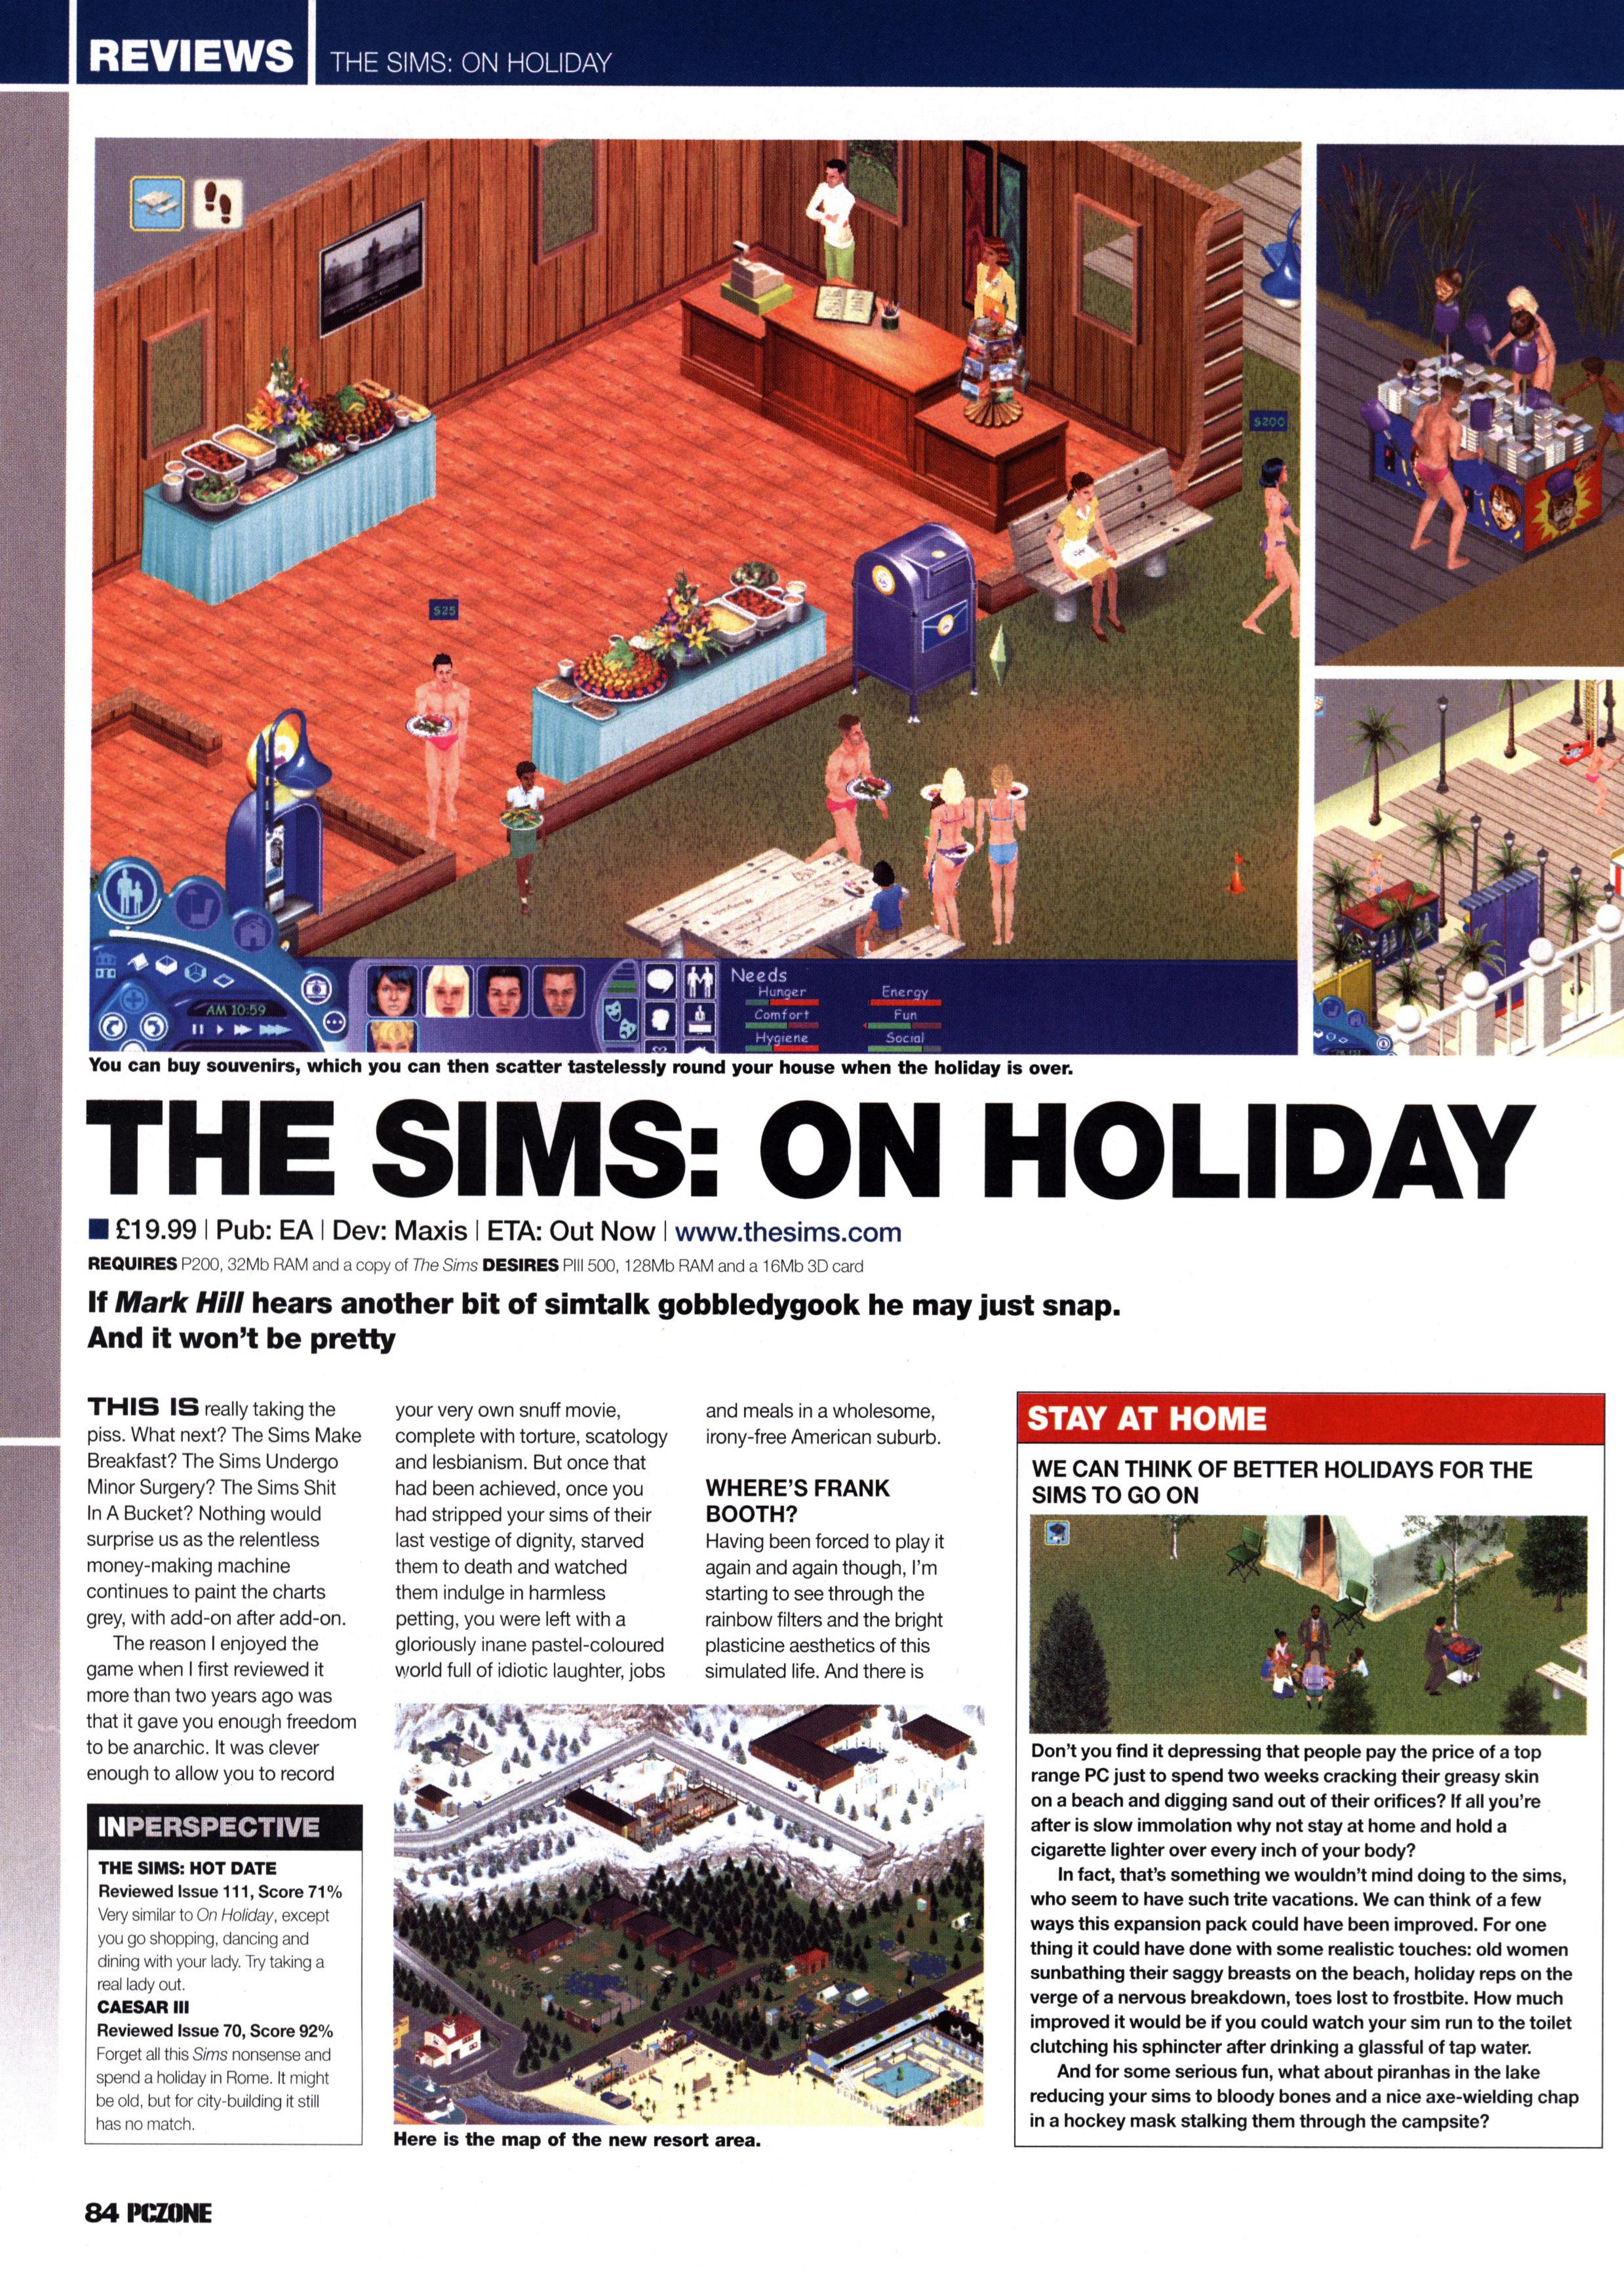 REVIEWS
THE SIMS: ON HOLIDAY
$200
$25
AM 10:59
Needs
Hunger
Energy
Comfort
Fun
Hygiene
Social
You can buy souvenirs, which you can then scatter tastelessly round your house when the holiday is over.
THE SIMS: ON HOLIDAY
£19.99 | Pub: EA | Dev: Maxis | ETA: Out Now | www.thesims.com
REQUIRES P200, 32Mb RAM and a copy of The Sims DESIRES PIII 500, 128Mb RAM and a 16Mb 3D card
If Mark Hill hears another bit of simtalk gobbledygook he may just snap.
And it won't be pretty
THIS IS really taking the
piss. What next? The Sims Make
Breakfast? The Sims Undergo
Minor Surgery? The Sims Shit
In A Bucket? Nothing would
surprise us as the relentless
money-making machine
continues to paint the charts
grey, with add-on after add-on.
The reason I enjoyed the
game when I first reviewed it
more than two years ago was
that it gave you enough freedom
to be anarchic. It was clever
enough to allow you to record
your very own snuff movie,
complete with torture, scatology
and lesbianism. But once that
had been achieved, once you
had stripped your sims of their
last vestige of dignity, starved
them to death and watched
them indulge in harmless
petting, you were left with a
gloriously inane pastel-coloured
world full of idiotic laughter, jobs
and meals in a wholesome,
irony-free American suburb.
WHERE'S FRANK
BOOTH?
Having been forced to play it
again and again though, I'm
starting to see through the
rainbow filters and the bright
plasticine aesthetics of this
simulated life. And there is
INPERSPECTIVE
THE SIMS: HOT DATE
Reviewed Issue 111, Score 71%
Very similar to On Holiday, except
you go shopping, dancing and
dining with your lady. Try taking a
real lady out.
CAESAR III
Reviewed Issue 70, Score 92%
Forget all this Sims nonsense and
spend a holiday in Rome. It might
be old, but for city-building it still
has no match.
Here is the map of the new resort area.
STAY AT HOME
WE CAN THINK OF BETTER HOLIDAYS FOR THE
SIMS TO GO ON
Don't you find it depressing that people pay the price of a top
range PC just to spend two weeks cracking their greasy skin
on a beach and digging sand out of their orifices? If all you're
after is slow immolation why not stay at home and hold a
cigarette lighter over every inch of your body?
In fact, that's something we wouldn't mind doing to the sims,
who seem to have such trite vacations. We can think of a few
ways this expansion pack could have been improved. For one
thing it could have done with some realistic touches: old women
sunbathing their saggy breasts on the beach, holiday reps on the
verge of a nervous breakdown, toes lost to frostbite. How much
improved it would be if you could watch your sim run to the toilet
clutching his sphincter after drinking a glassful of tap water.
And for some serious fun, what about piranhas in the lake
reducing your sims to bloody bones and a nice axe-wielding chap
in a hockey mask stalking them through the campsite?
84 PCZONE